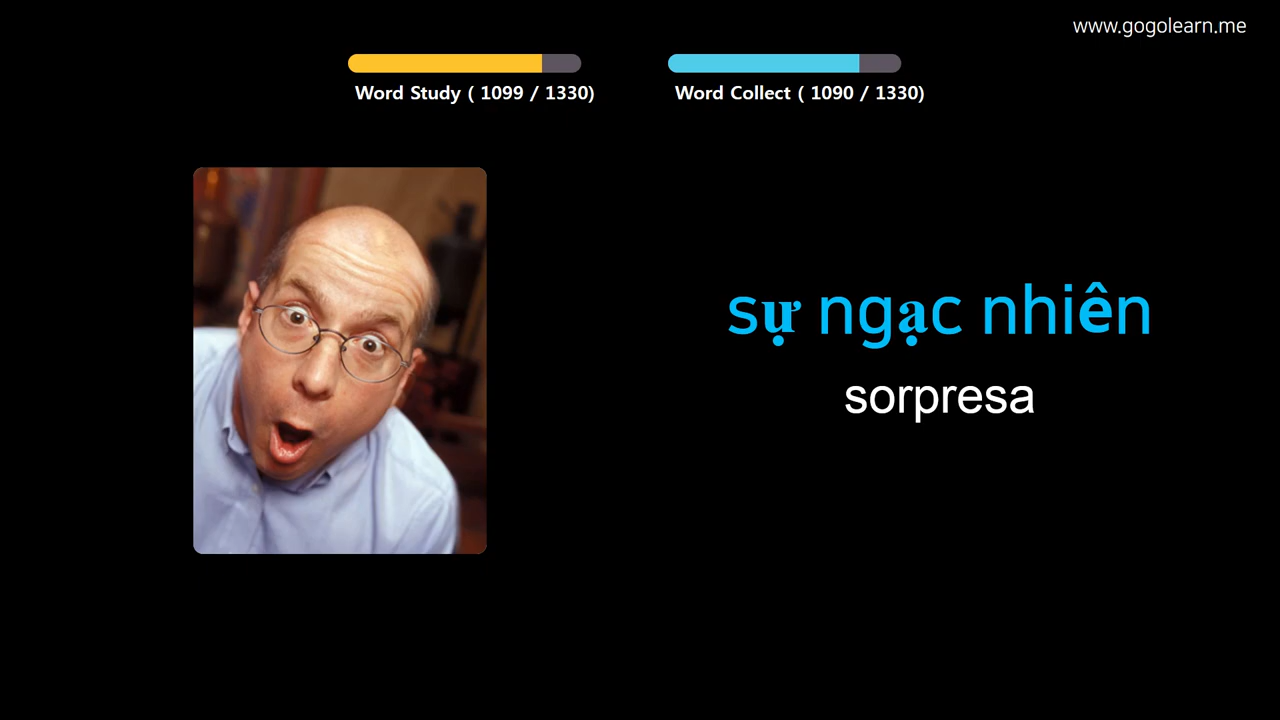 www.gogolearn.me
Word Study ( 1099 / 1330)
Word Collect ( 1090 / 1330)
sự ngạc nhiên
sorpresa